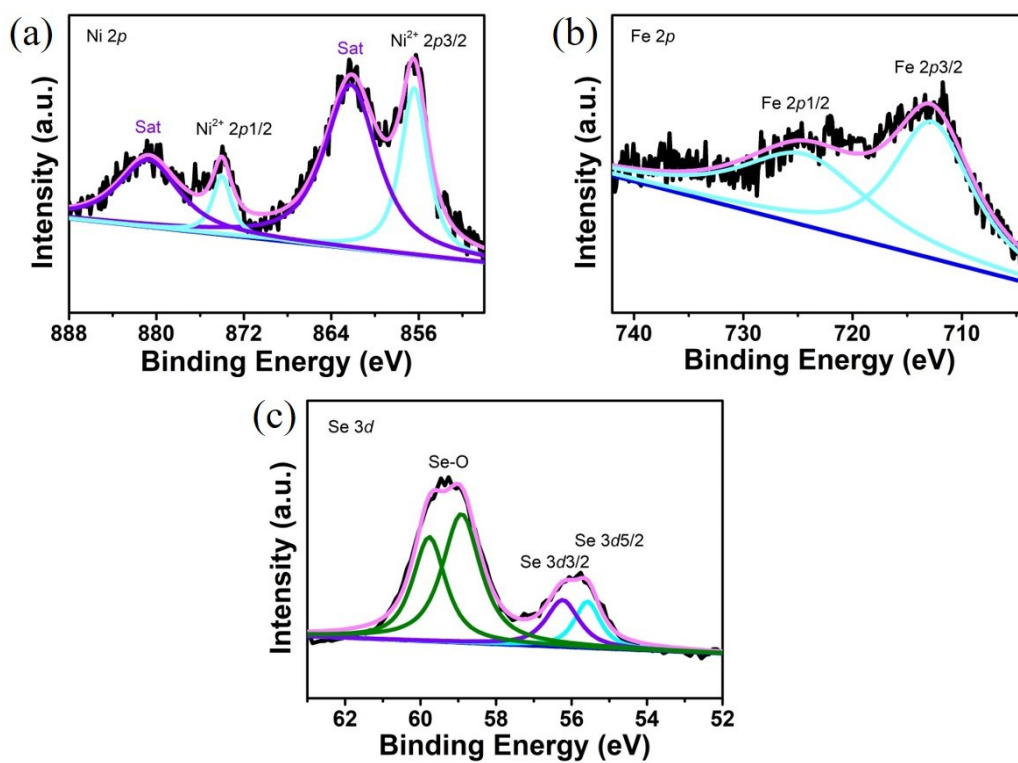 (a)
Ni 2p
Sat
Ni²⁺ 2p1/2
Sat
Ni²⁺ 2p3/2
Intensity (a.u.)
888 880 872 864 856
Binding Energy (eV)
(b)
Fe 2p
Fe 2p1/2
Fe 2p3/2
Intensity (a.u.)
740 730 720 710
Binding Energy (eV)
(c)
Se 3d
Se-O
Se 3d3/2
Se 3d5/2
Intensity (a.u.)
62 60 58 56 54 52
Binding Energy (eV)